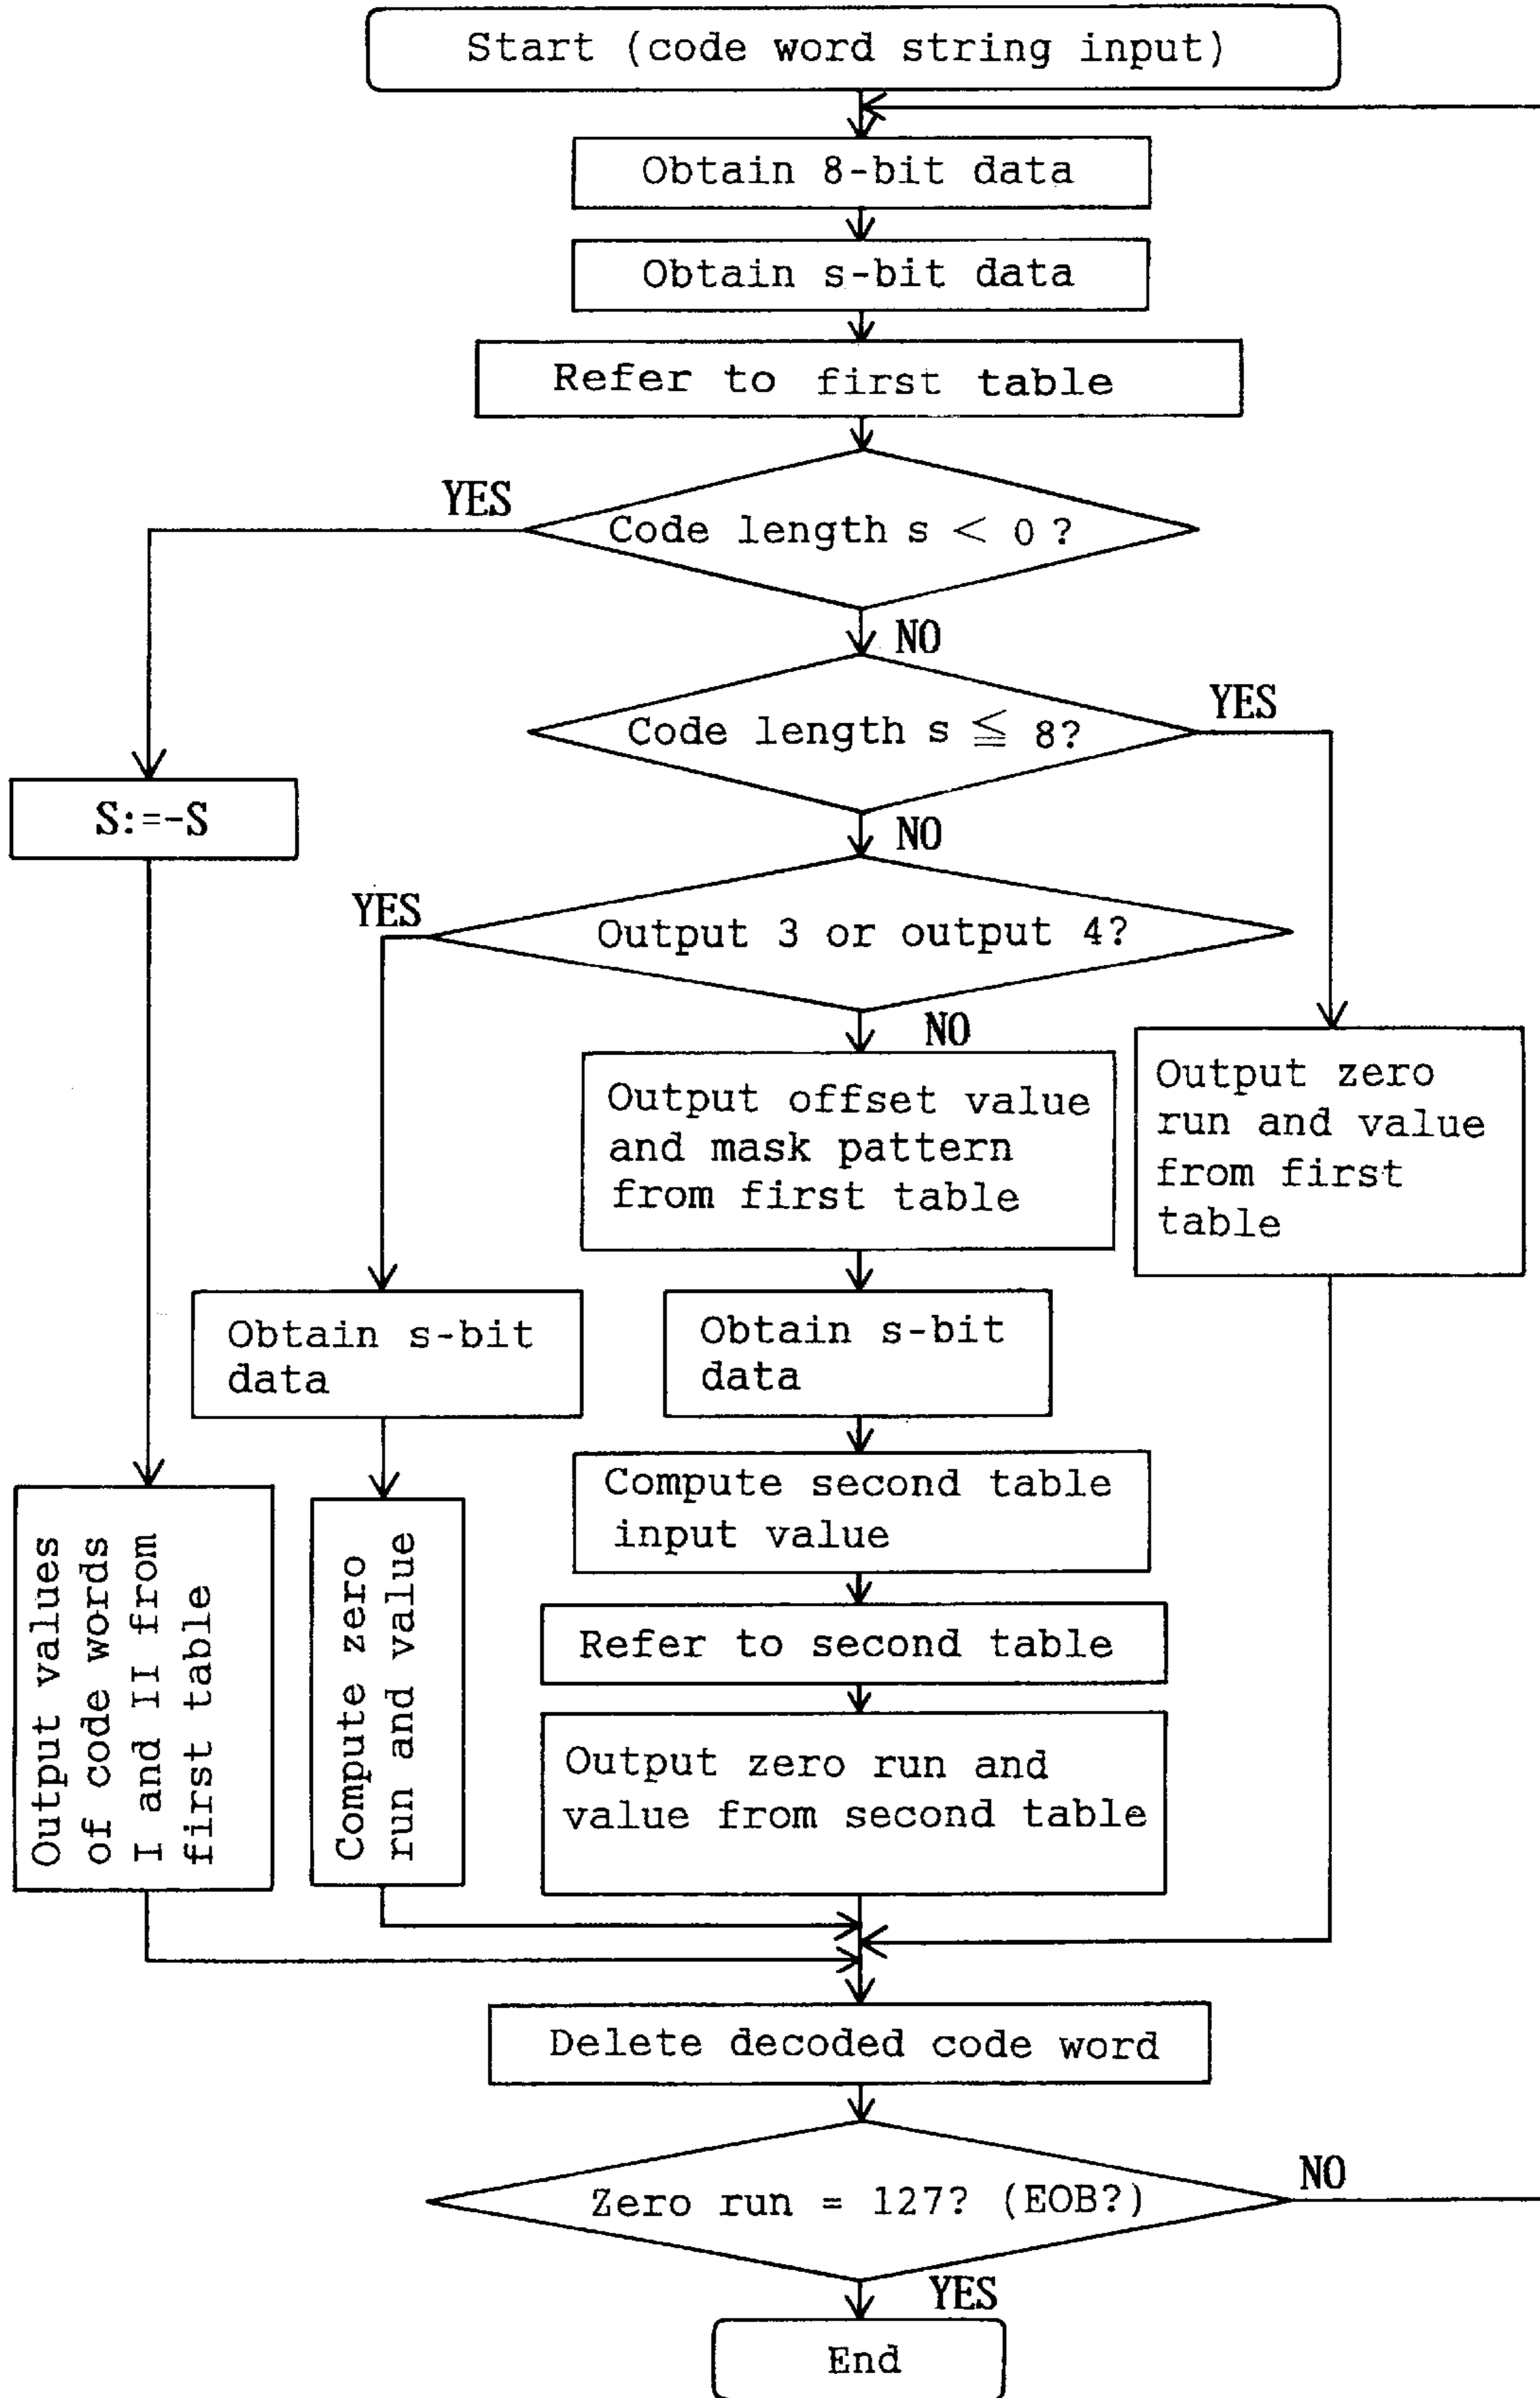 Start (code word string input)
Obtain 8-bit data
Obtain s-bit data
Refer to first table
Code length s < 0 ?
YES
NO
Code length s ≦ 8?
YES
NO
S:=-S
Output 3 or output 4?
YES
NO
Output offset value
and mask pattern
from first table
Output zero
run and value
from first
table
Obtain s-bit
data
Obtain s-bit
data
Compute second table
input value
Output values
of code words
I and II from
first table
Compute zero
run and value
Refer to second table
Output zero run and
value from second table
Delete decoded code word
Zero run = 127? (EOB?)
NO
YES
End